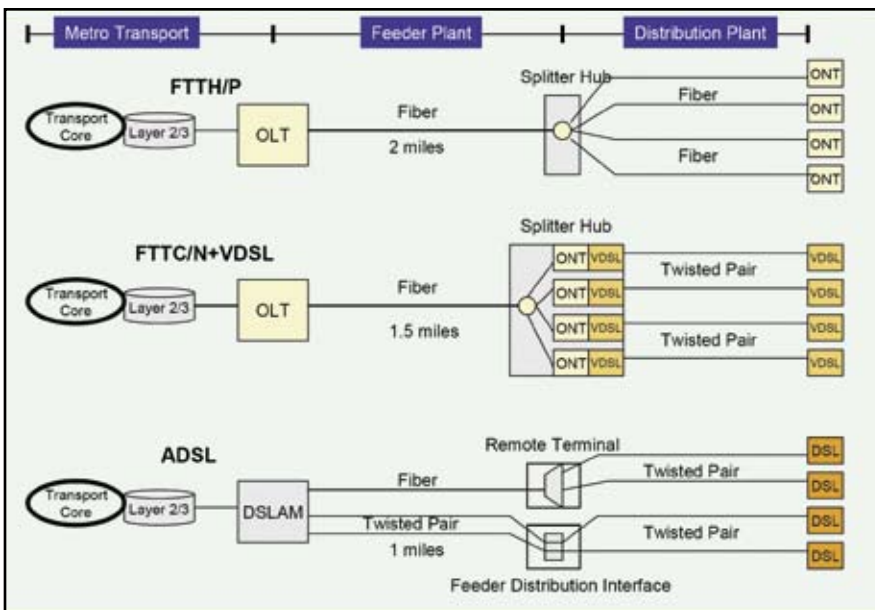 Metro Transport
Feeder Plant
Distribution Plant
FTTH/P
Transport
Core
Layer 2/3
OLT
Fiber
2 miles
Splitter Hub
Fiber
Fiber
ONT
ONT
ONT
ONT
FTTC/N+VDSL
Transport
Core
Layer 2/3
OLT
Fiber
1.5 miles
Splitter Hub
ONT VDSL
ONT VDSL
ONT VDSL
ONT VDSL
Twisted Pair
Twisted Pair
VDSL
VDSL
VDSL
VDSL
ADSL
Transport
Core
Layer 2/3
DSLAM
Fiber
Twisted Pair
1 miles
Remote Terminal
Feeder Distribution Interface
Twisted Pair
Twisted Pair
DSL
DSL
DSL
DSL